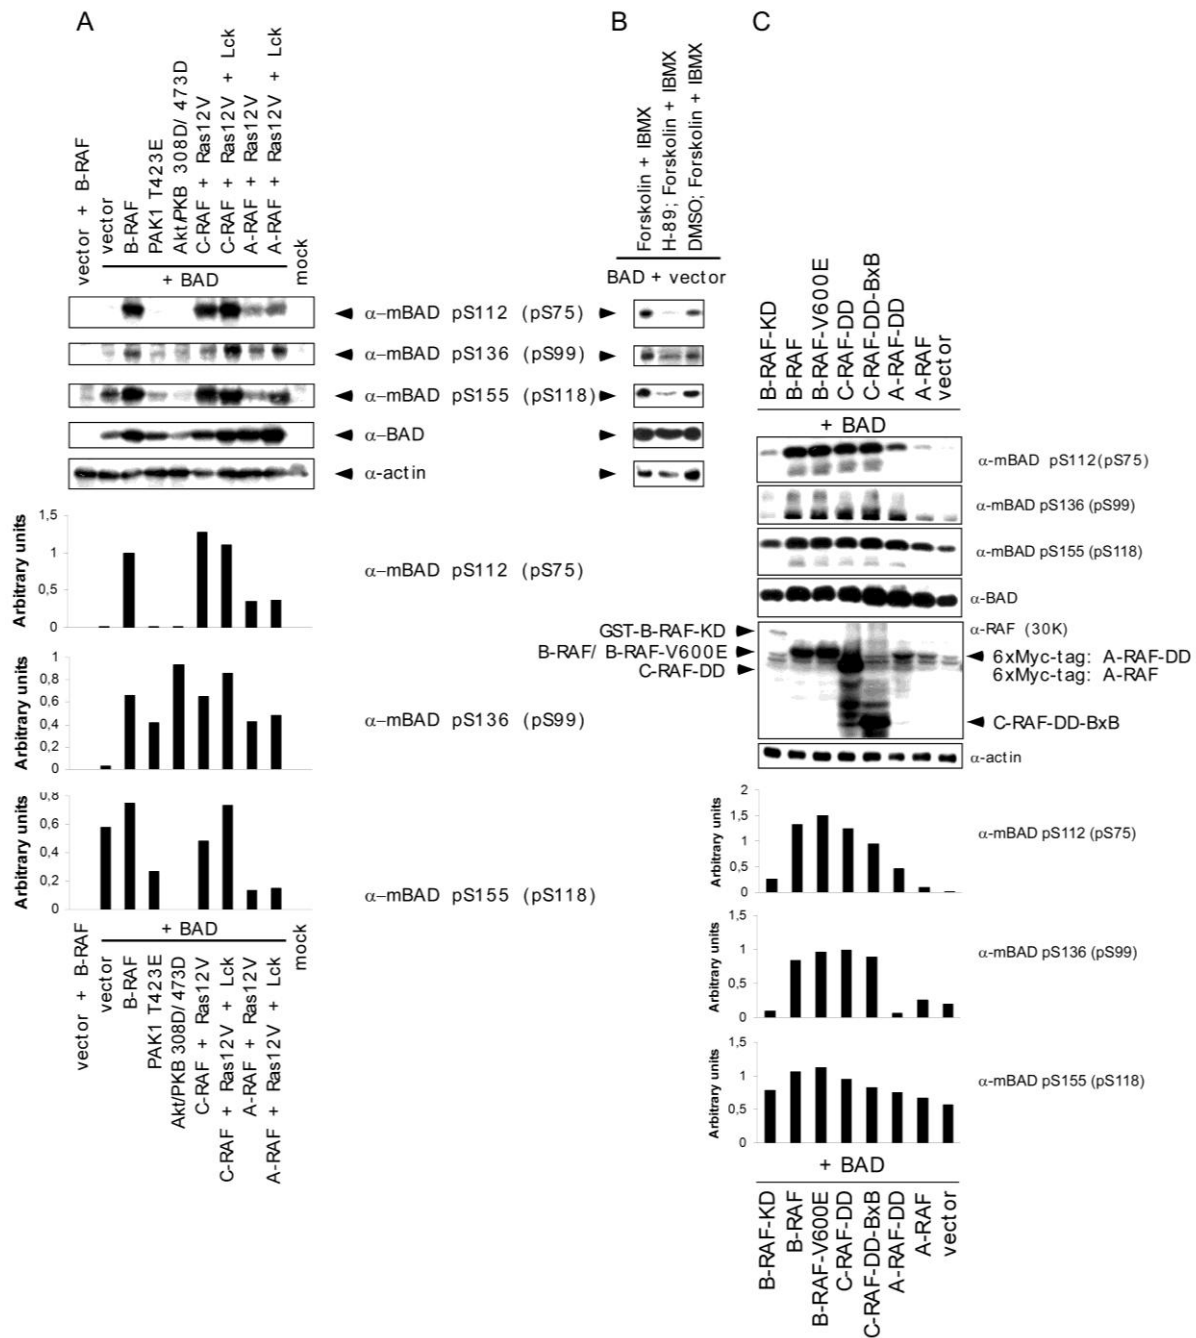 A
vector + B-RAF
vector
B-RAF
PAK1 T423E
Akt/PKB 308D/ 473D
C-RAF + Ras12V
C-RAF + Ras12V + Lck
A-RAF + Ras12V
A-RAF + Ras12V + Lck
mock
+ BAD
α-mBAD pS112 (pS75)
α-mBAD pS136 (pS99)
α-mBAD pS155 (pS118)
α-BAD
α-actin
Arbitrary units
1,5
1
0,5
0
α-mBAD pS112 (pS75)
Arbitrary units
1
0,8
0,6
0,4
0,2
0
α-mBAD pS136 (pS99)
Arbitrary units
0,8
0,6
0,4
0,2
0
α-mBAD pS155 (pS118)
+ BAD
vector + B-RAF
vector
B-RAF
PAK1 T423E
Akt/PKB 308D/ 473D
C-RAF + Ras12V
C-RAF + Ras12V + Lck
A-RAF + Ras12V
A-RAF + Ras12V + Lck
mock
B
Forskolin + IBMX
H-89; Forskolin + IBMX
DMSO; Forskolin + IBMX
BAD + vector
C
B-RAF-KD
B-RAF
B-RAF-V600E
C-RAF-DD
C-RAF-DD-BxB
A-RAF-DD
A-RAF
vector
+ BAD
α-mBAD pS112(pS75)
α-mBAD pS136 (pS99)
α-mBAD pS155 (pS118)
α-BAD
GST-B-RAF-KD
B-RAF/ B-RAF-V600E
C-RAF-DD
α-RAF (30K)
6xMyc-tag: A-RAF-DD
6xMyc-tag: A-RAF
C-RAF-DD-BxB
α-actin
Arbitrary units
2
1,5
1
0,5
0
α-mBAD pS112 (pS75)
Arbitrary units
1,5
1
0,5
0
α-mBAD pS136 (pS99)
Arbitrary units
1,5
1
0,5
0
α-mBAD pS155 (pS118)
+ BAD
B-RAF-KD
B-RAF
B-RAF-V600E
C-RAF-DD
C-RAF-DD-BxB
A-RAF-DD
A-RAF
vector